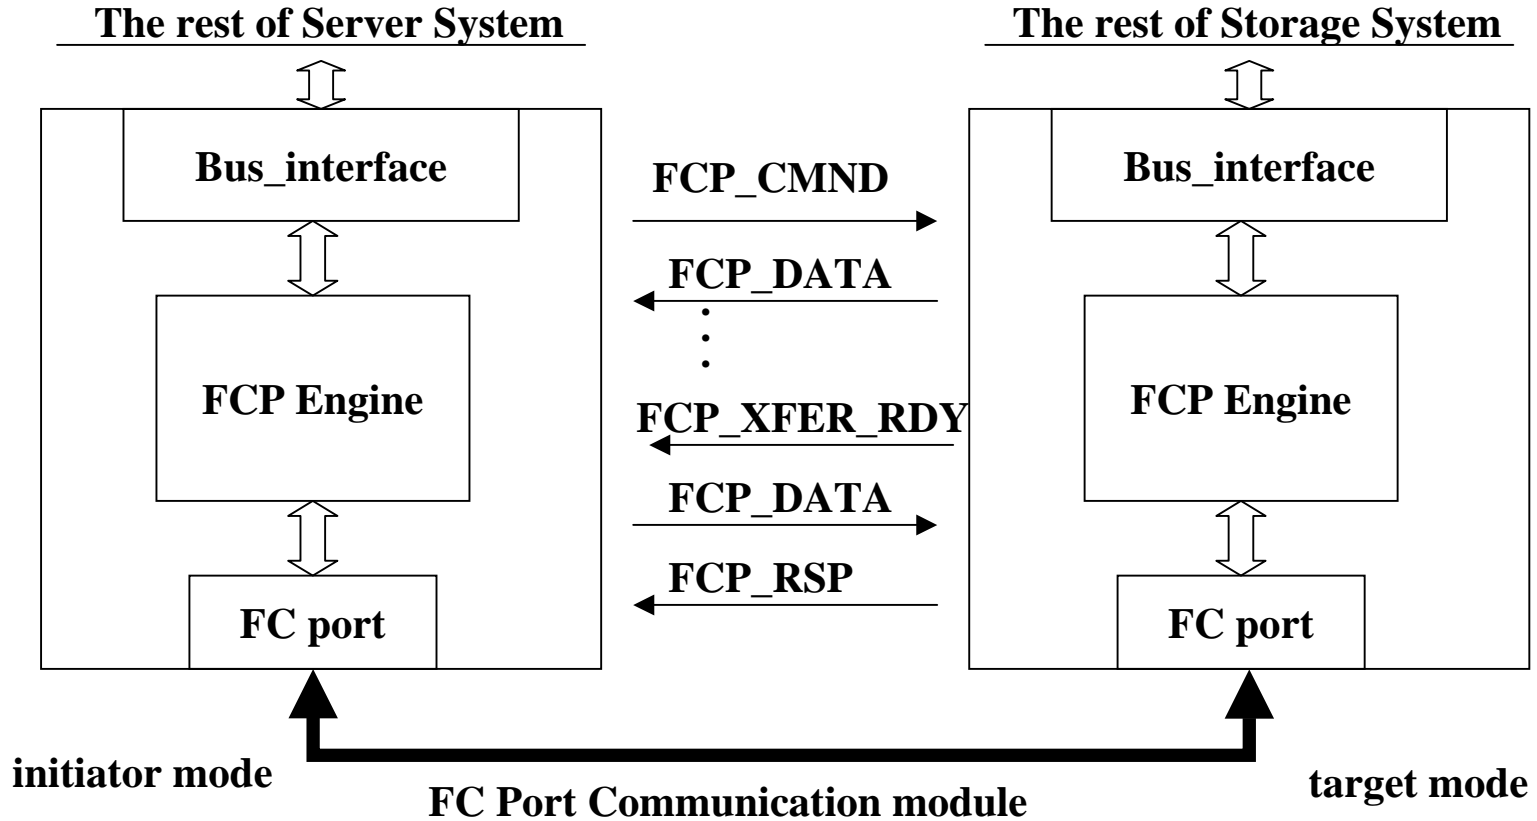 The rest of Server System
The rest of Storage System
Bus_interface
Bus_interface
FCP_CMND
FCP_DATA
FCP Engine
FCP Engine
FCP_XFER_RDY
FCP_DATA
FCP_RSP
FC port
FC port
initiator mode
target mode
FC Port Communication module